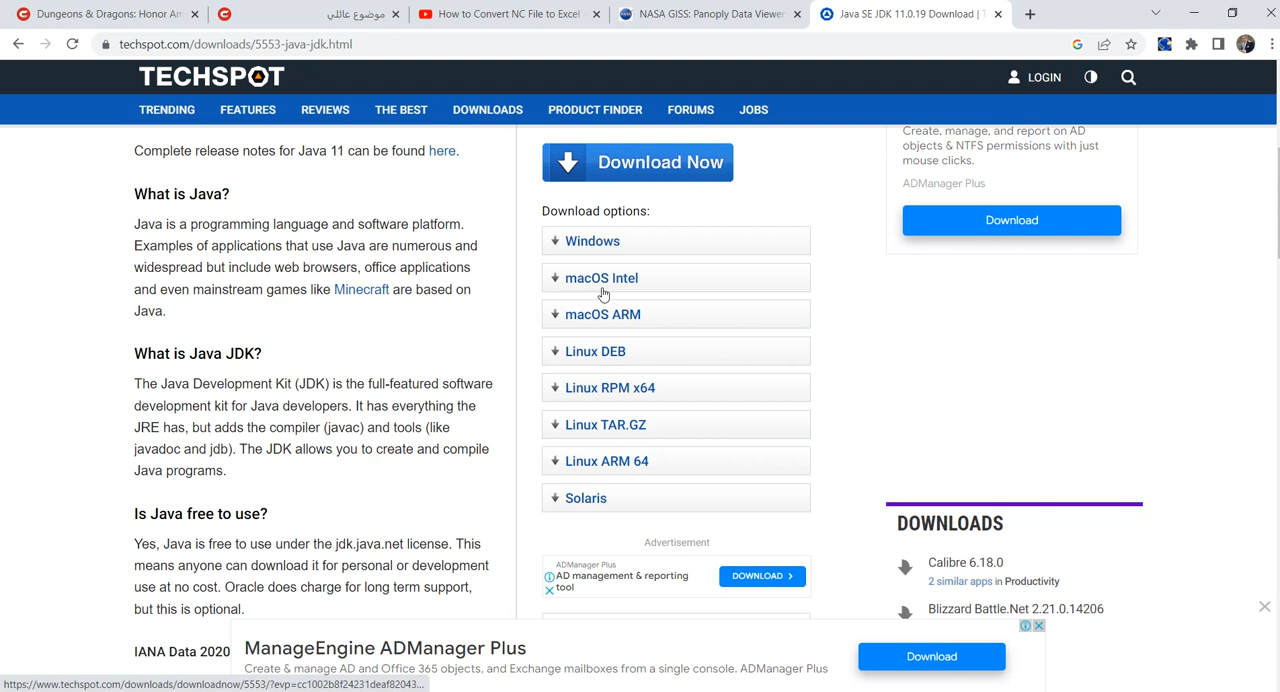 Dungeons & Dragons: Honor Am
موضوع عائلي
How to Convert NC File to Excel
NASA GISS: Panoply Data Viewer
Java SE JDK 11.0.19 Download | T
techspot.com/downloads/5553-java-jdk.html
TECHSPOT
LOGIN
TRENDING
FEATURES
REVIEWS
THE BEST
DOWNLOADS
PRODUCT FINDER
FORUMS
JOBS
Complete release notes for Java 11 can be found here.
What is Java?
Java is a programming language and software platform.
Examples of applications that use Java are numerous and
widespread but include web browsers, office applications
and even mainstream games like Minecraft are based on
Java.
What is Java JDK?
The Java Development Kit (JDK) is the full-featured software
development kit for Java developers. It has everything the
JRE has, but adds the compiler (javac) and tools (like
javadoc and jdb). The JDK allows you to create and compile
Java programs.
Is Java free to use?
Yes, Java is free to use under the jdk.java.net license. This
means anyone can download it for personal or development
use at no cost. Oracle does charge for long term support,
but this is optional.
IANA Data 2020
Download Now
Download options:
Windows
macOS Intel
macOS ARM
Linux DEB
Linux RPM x64
Linux TAR.GZ
Linux ARM 64
Solaris
Advertisement
ADManager Plus
AD management & reporting
tool
DOWNLOAD
Create, manage, and report on AD
objects & NTFS permissions with just
mouse clicks.
ADManager Plus
Download
DOWNLOADS
Calibre 6.18.0
2 similar apps in Productivity
Blizzard Battle.Net 2.21.0.14206
ManageEngine ADManager Plus
Create & manage AD and Office 365 objects, and Exchange mailboxes from a single console. ADManager Plus
Download
https://www.techspot.com/downloads/downloadnow/5553/?evp=cc1002b8f24231deaf82043...